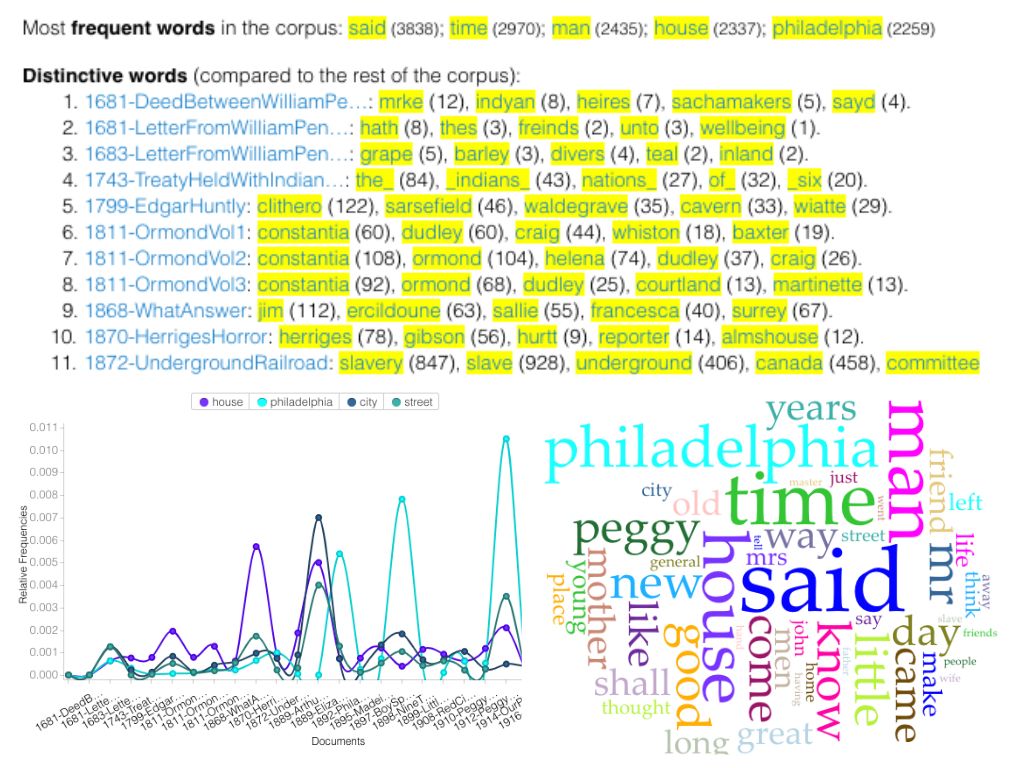 Most frequent words in the corpus: said (3838); time (2970); man (2435); house (2337); philadelphia (2259)
Distinctive words (compared to the rest of the corpus):
1. 1681-DeedBetweenWilliamPe…: mrke (12), indyan (8), heires (7), sachamakers (5), sayd (4).
2. 1681-LetterFromWilliamPen…: hath (8), thes (3), freinds (2), unto (3), wellbeing (1).
3. 1683-LetterFromWilliamPen…: grape (5), barley (3), divers (4), teal (2), inland (2).
4. 1743-TreatyHeldWithIndian…: the_ (84), _indians_ (43), nations_ (27), of_ (32), _six (20).
5. 1799-EdgarHuntly: clithero (122), sarsefield (46), waldegrave (35), cavern (33), wiatte (29).
6. 1811-OrmondVol1: constantia (60), dudley (60), craig (44), whiston (18), baxter (19).
7. 1811-OrmondVol2: constantia (108), ormond (104), helena (74), dudley (37), craig (26).
8. 1811-OrmondVol3: constantia (92), ormond (68), dudley (25), courtland (13), martinette (13).
9. 1868-WhatAnswer: jim (112), ercildoune (63), sallie (55), francesca (40), surrey (67).
10. 1870-HerrigesHorror: herriges (78), gibson (56), hurtt (9), reporter (14), almshouse (12).
11. 1872-UndergroundRailroad: slavery (847), slave (928), underground (406), canada (458), committee
house philadelphia city street
0.011
0.010
0.009
0.008
0.007
0.006
0.005
0.004
0.003
0.002
0.001
0.000
Relative Frequencies
1681-DeedB…
1681-Lette…
1683-Lette…
1743-Treat…
1799-Edgar…
1811-Ormon…
1811-Ormon…
1811-Ormon…
1868-WhatA…
1870-Herri…
1872-Under…
1889-Arthu…
1889-Eliza…
1892-Phila…
1895-Madel…
1897-BoySp…
1898-NineT…
1899-Littl…
1908-RedCi…
1910-Peggy…
1912-Peggy…
1914-OurP…
1916-
Documents
years
man
philadelphia
friend
just
master
city
time
old
left
went
peggy
way
street
house
tell
mr
life
mrs
general
mother
young
new
said
think
away
place
like
say
slave
good
come
men
john
know
little
day
friends
came
make
people
father
home
wife
shall
having
thought
long
great